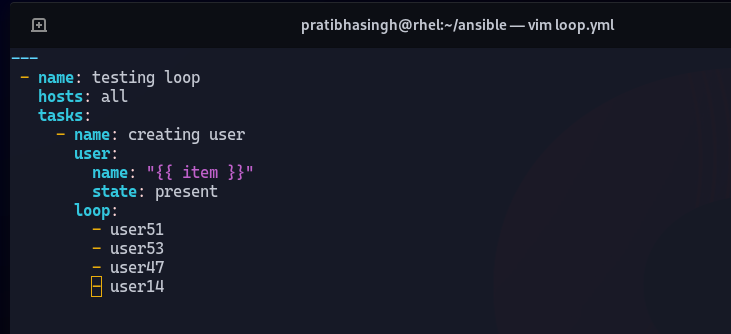 pratibhasingh@rhel:~/ansible — vim loop.yml
---
 - name: testing loop
   hosts: all
   tasks:
     - name: creating user
       user:
         name: "{{ item }}"
         state: present
       loop:
         - user51
         - user53
         - user47
         - user14